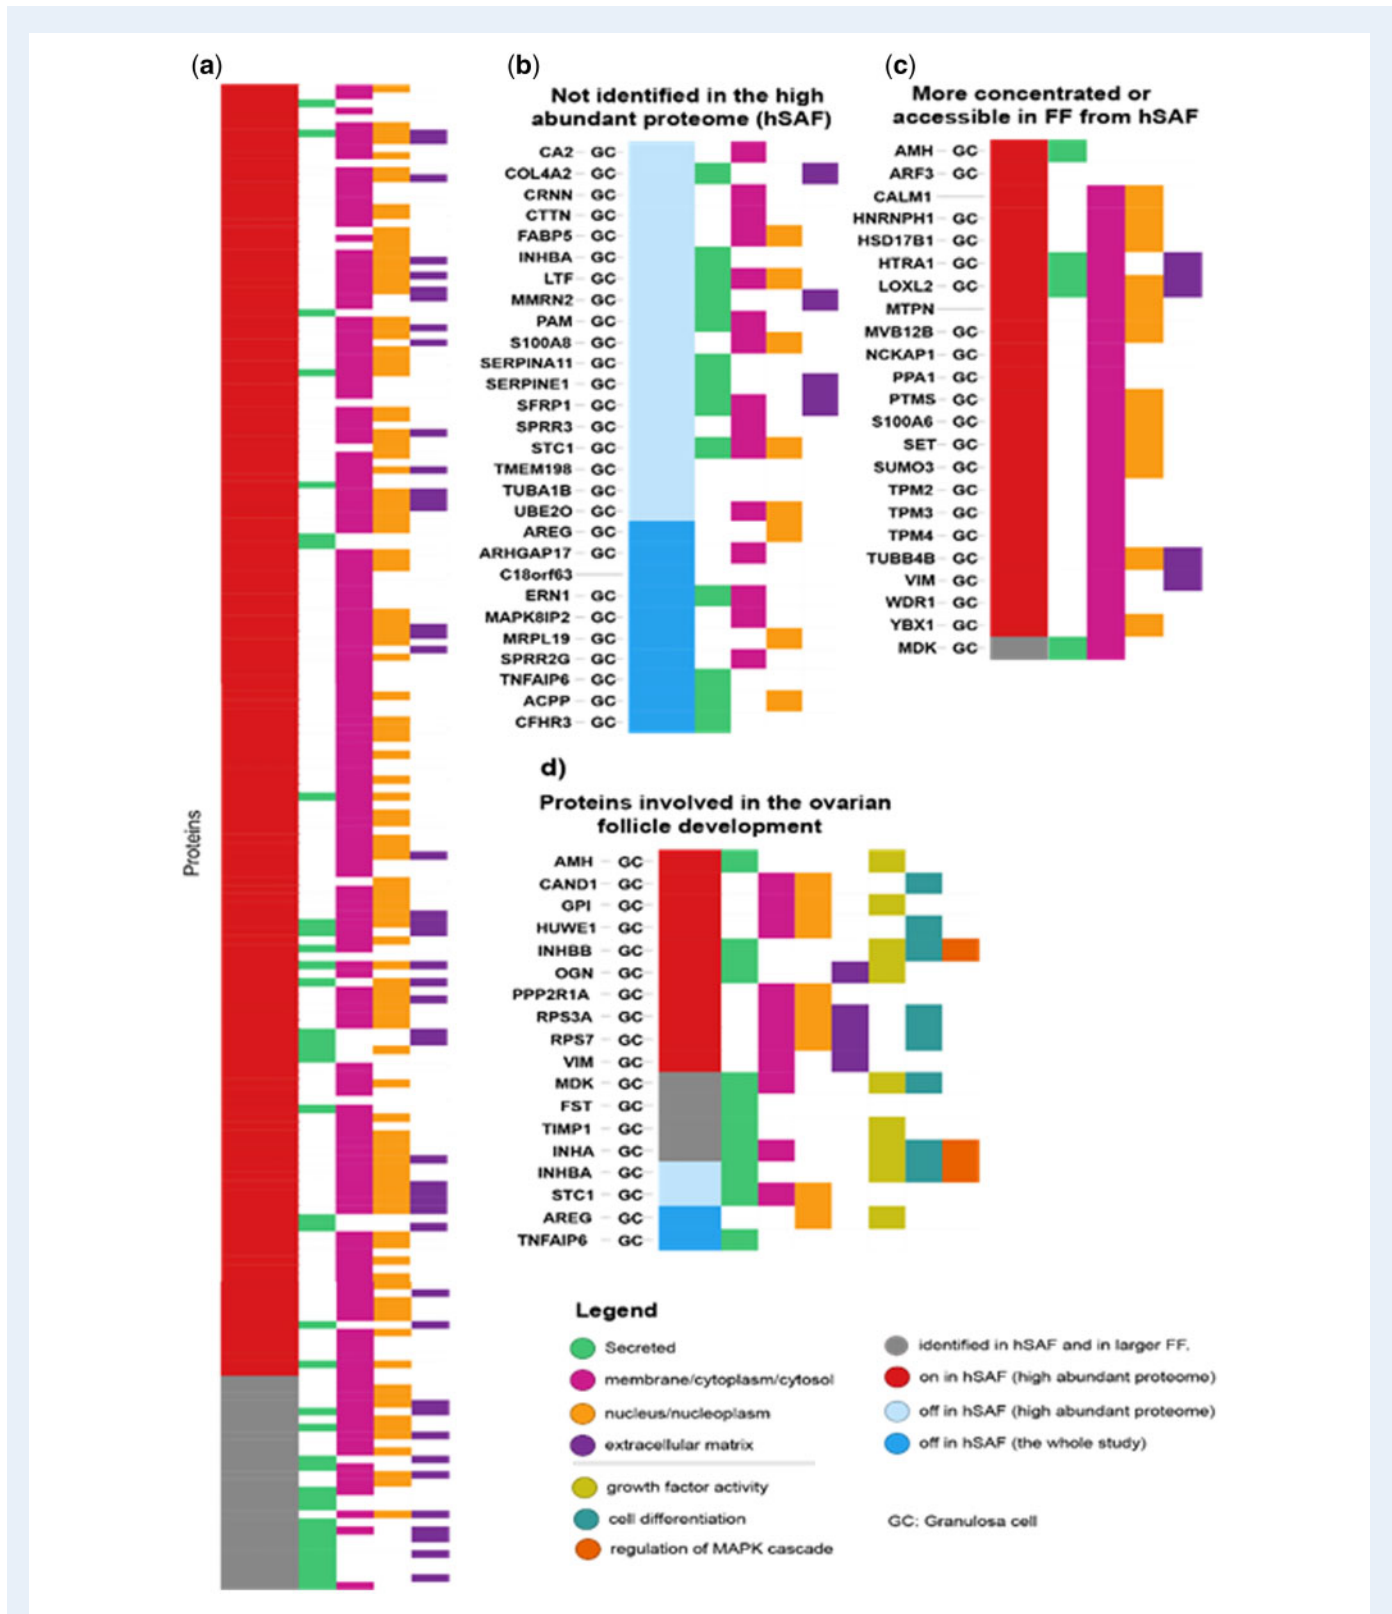 (a)
Proteins
(b)
Not identified in the high
abundant proteome (hSAF)
CA2 GC
COL4A2 GC
CRNN GC
CTTN GC
FABP5 GC
INHBA GC
LTF GC
MMRN2 GC
PAM GC
S100A8 GC
SERPINA11 GC
SERPINE1 GC
SFRP1 GC
SPRR3 GC
STC1 GC
TMEM198 GC
TUBA1B GC
UBE2O GC
AREG GC
ARHGAP17 GC
C18orf63
ERN1 GC
MAPK8IP2 GC
MRPL19 GC
SPRR2G GC
TNFAIP6 GC
ACPP GC
CFHR3 GC
(c)
More concentrated or
accessible in FF from hSAF
AMH GC
ARF3 GC
CALM1
HNRNPH1 GC
HSD17B1 GC
HTRA1 GC
LOXL2 GC
MTPN
MVB12B GC
NCKAP1 GC
PPA1 GC
PTMS GC
S100A6 GC
SET GC
SUMO3 GC
TPM2 GC
TPM3 GC
TPM4 GC
TUBB4B GC
VIM GC
WDR1 GC
YBX1 GC
MDK GC
d)
Proteins involved in the ovarian
follicle development
AMH GC
CAND1 GC
GPI GC
HUWE1 GC
INHBB GC
OGN GC
PPP2R1A GC
RPS3A GC
RPS7 GC
VIM GC
MDK GC
FST GC
TIMP1 GC
INHA GC
INHBA GC
STC1 GC
AREG GC
TNFAIP6 GC
Legend
Secreted
membrane/cytoplasm/cytosol
nucleus/nucleoplasm
extracellular matrix
growth factor activity
cell differentiation
regulation of MAPK cascade
identified in hSAF and in larger FF.
on in hSAF (high abundant proteome)
off in hSAF (high abundant proteome)
off in hSAF (the whole study)
GC: Granulosa cell